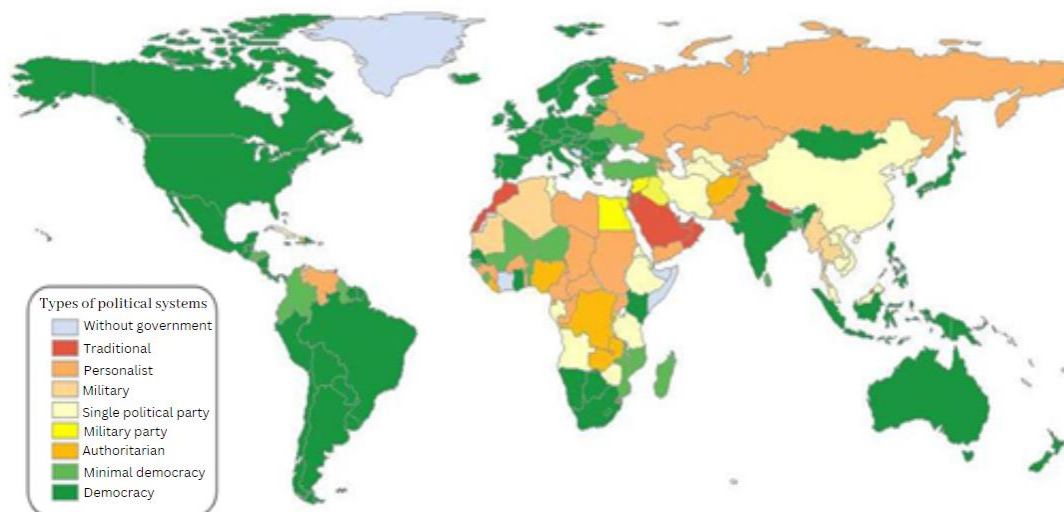 Types of political systems
Without government
Traditional
Personalist
Military
Single political party
Military party
Authoritarian
Minimal democracy
Democracy